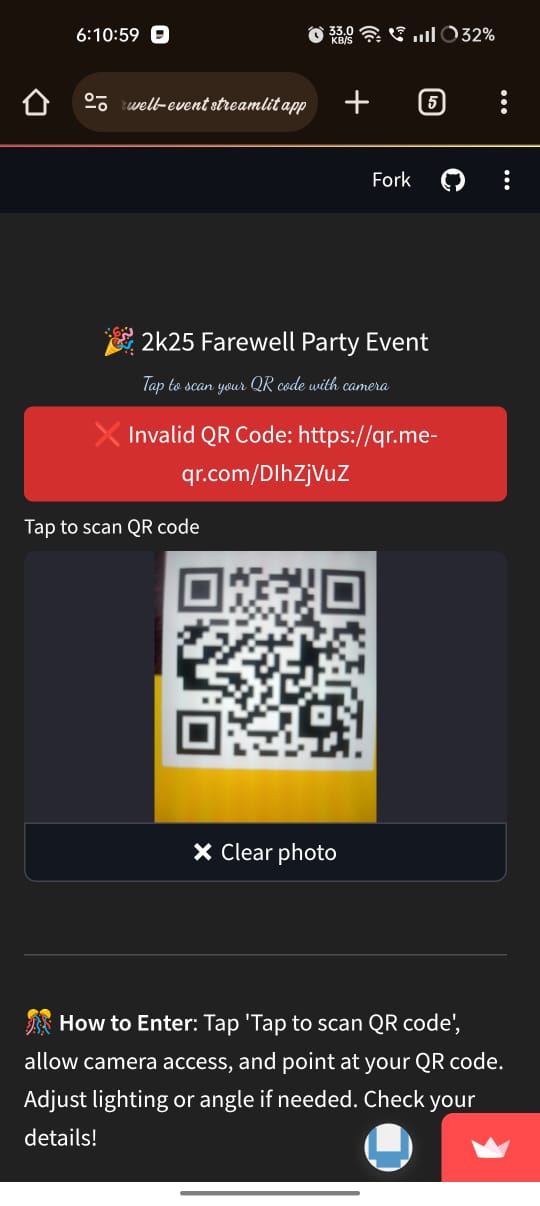 6:10:59
33.0
KB/S
32%
well-event streamlit app
5
Fork
🎉 2k25 Farewell Party Event
Tap to scan your QR code with camera
❌ Invalid QR Code: https://qr.me-
qr.com/DIhZjVuZ
Tap to scan QR code
✕ Clear photo
🎊 How to Enter: Tap 'Tap to scan QR code',
allow camera access, and point at your QR code.
Adjust lighting or angle if needed. Check your
details!